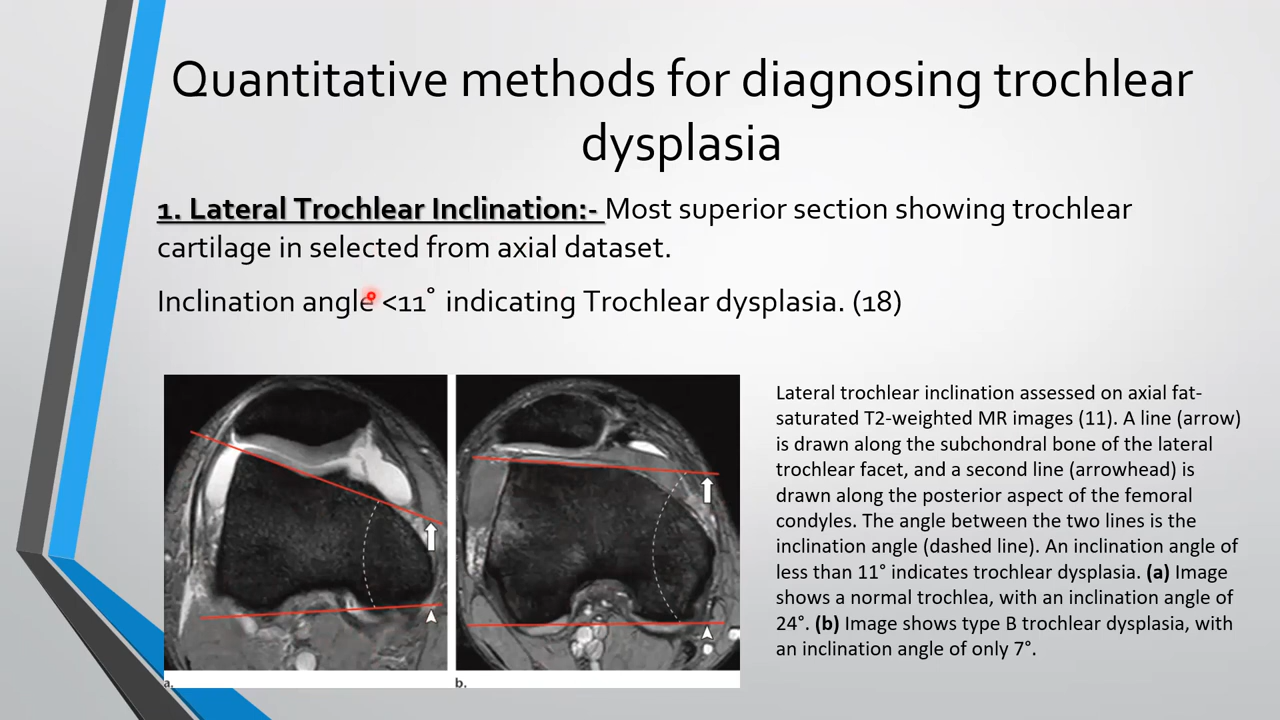 Quantitative methods for diagnosing trochlear
dysplasia
1. Lateral Trochlear Inclination:- Most superior section showing trochlear
cartilage in selected from axial dataset.
Inclination angle <11° indicating Trochlear dysplasia. (18)
Lateral trochlear inclination assessed on axial fat-
saturated T2-weighted MR images (11). A line (arrow)
is drawn along the subchondral bone of the lateral
trochlear facet, and a second line (arrowhead) is
drawn along the posterior aspect of the femoral
condyles. The angle between the two lines is the
inclination angle (dashed line). An inclination angle of
less than 11° indicates trochlear dysplasia. (a) Image
shows a normal trochlea, with an inclination angle of
24°. (b) Image shows type B trochlear dysplasia, with
an inclination angle of only 7°.
a.
b.